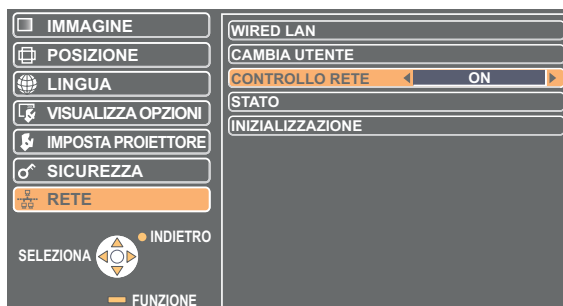 IMMAGINE
POSIZIONE
LINGUA
VISUALIZZA OPZIONI
IMPOSTA PROIETTORE
SICUREZZA
RETE
INDIETRO
SELEZIONA
FUNZIONE
WIRED LAN
CAMBIA UTENTE
CONTROLLO RETE ON
STATO
INIZIALIZZAZIONE